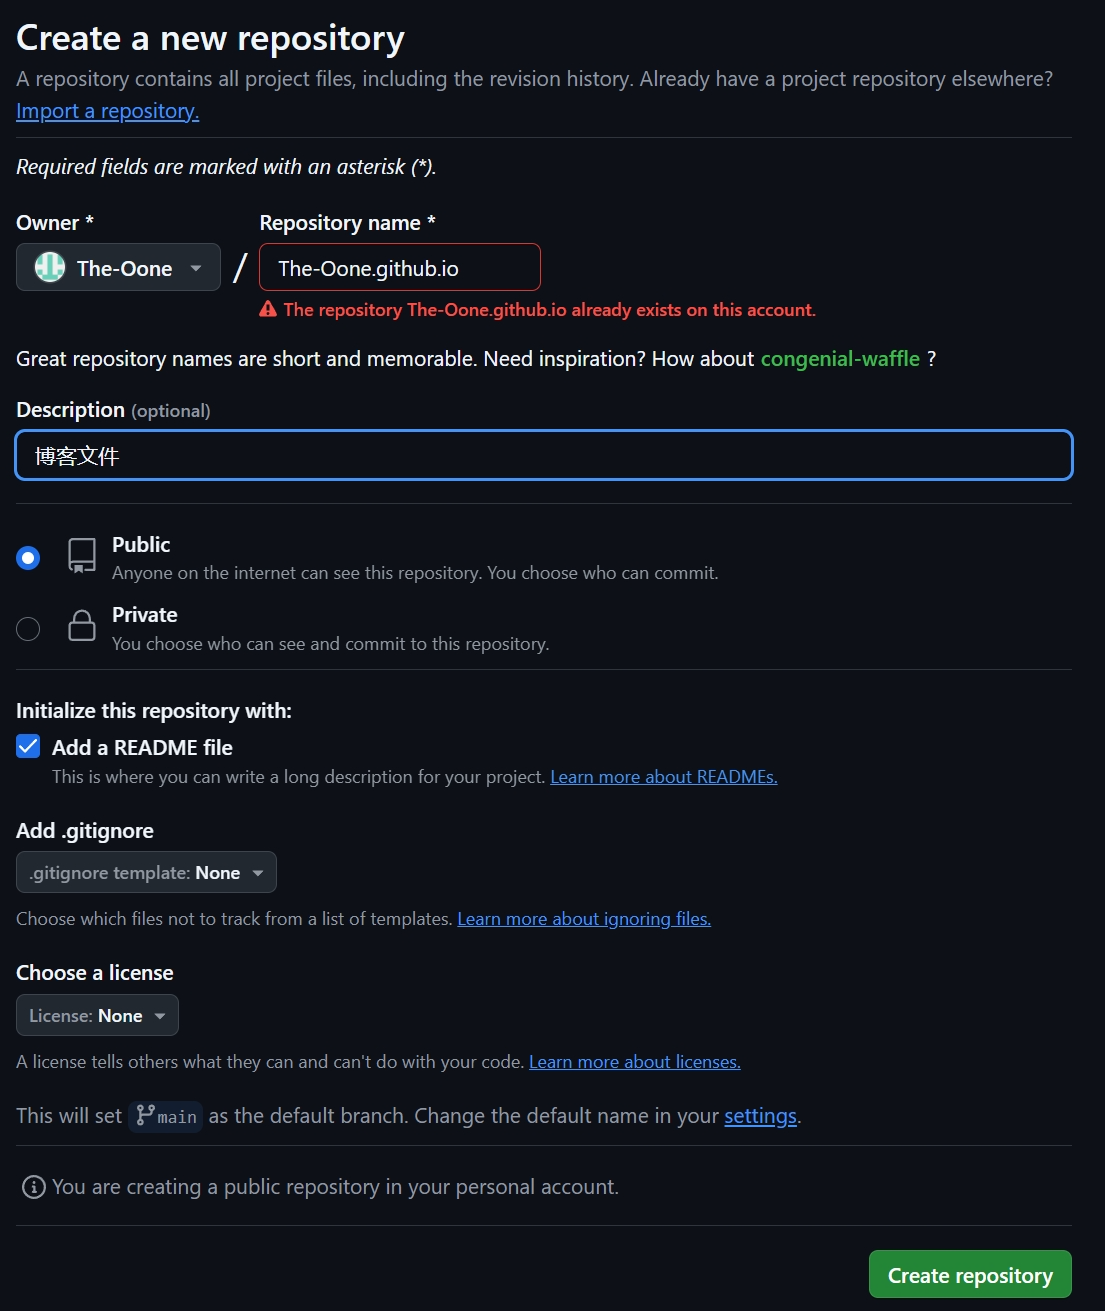 Create a new repository
A repository contains all project files, including the revision history. Already have a project repository elsewhere?
Import a repository.
Required fields are marked with an asterisk (*).
Owner *
Repository name *
The-Oone
/
The-Oone.github.io
The repository The-Oone.github.io already exists on this account.
Great repository names are short and memorable. Need inspiration? How about congenial-waffle ?
Description (optional)
博客文件
Public
Anyone on the internet can see this repository. You choose who can commit.
Private
You choose who can see and commit to this repository.
Initialize this repository with:
Add a README file
This is where you can write a long description for your project. Learn more about READMEs.
Add .gitignore
.gitignore template: None
Choose which files not to track from a list of templates. Learn more about ignoring files.
Choose a license
License: None
A license tells others what they can and can't do with your code. Learn more about licenses.
This will set main as the default branch. Change the default name in your settings.
You are creating a public repository in your personal account.
Create repository